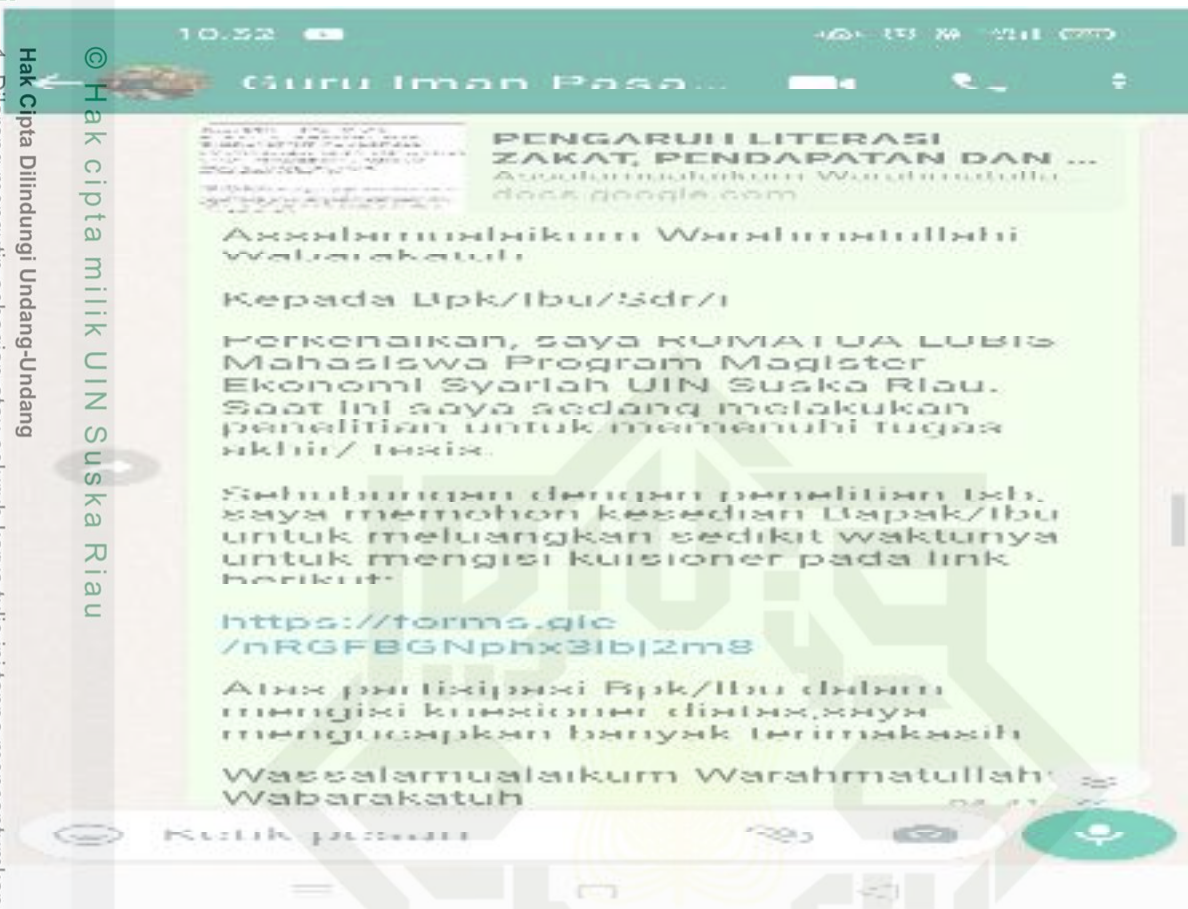 10.52
Guru Iman Pasa...
PENGARUH LITERASI
ZAKAT, PENDAPATAN DAN ...
Assalamualaikum Warahmatulla...
docs.google.com
Assalamualaikum Warahmatullahi
Wabarakatuh
Kepada Bpk/Ibu/Sdr/i
Perkenalkan, saya ROMATUA LUBIS
Mahasiswa Program Magister
Ekonomi Syariah UIN Suska Riau.
Saat ini saya sedang melakukan
penelitian untuk memenuhi tugas
akhir/ tesis.
Sehubungan dengan penelitian tsb.
saya memohon kesedian Bapak/Ibu
untuk meluangkan sedikit waktunya
untuk mengisi kuisioner pada link
berikut:
https://forms.gle
Atas partisipasi Bpk/Ibu dalam
mengisi kuesioner diatas,saya
mengucapkan banyak terimakasih
Wassalamualaikum Warahmatullahi
Wabarakatuh
Ketik pesan
© Hak cipta milik UIN Suska Riau
Hak Cipta Dilindungi Undang-Undang